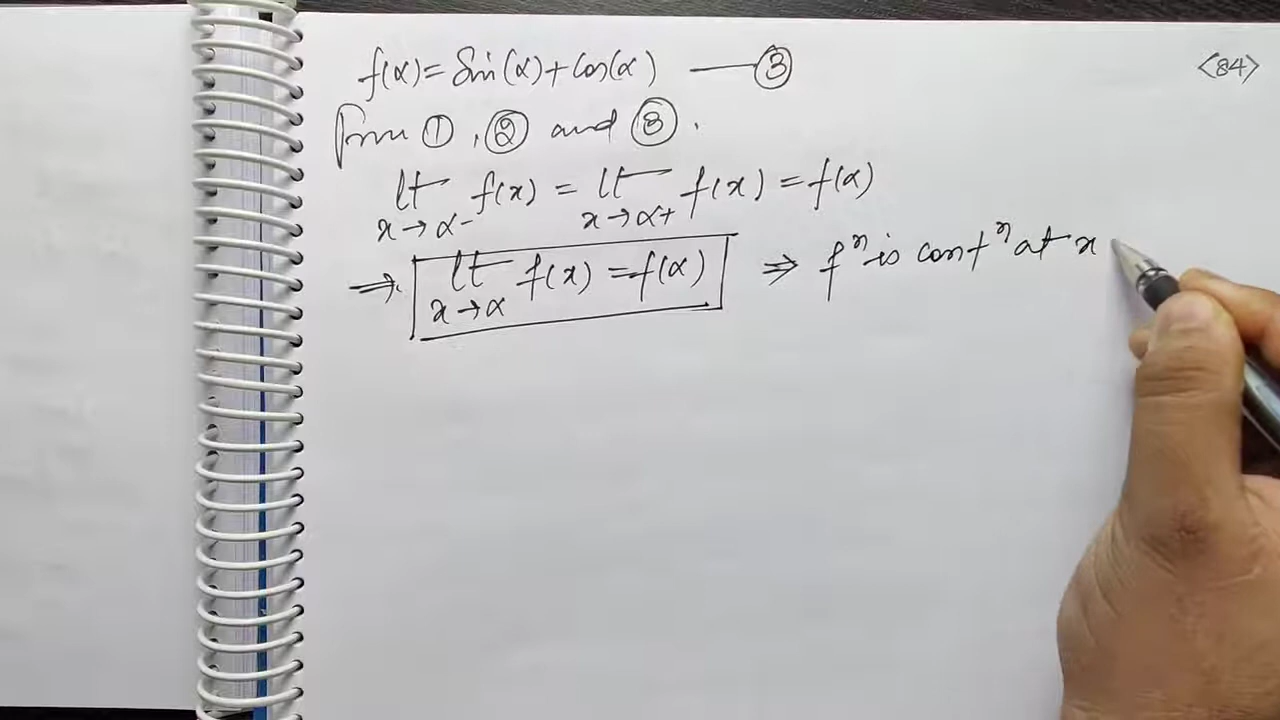 f(α) = Sin(α) + Cos(α) — ③
<84>
From ①, ② and ③.
lt x→α- f(x) = lt x→α+ f(x) = f(α)
⇒ lt x→α f(x) = f(α) ⇒ fⁿ is contⁿ at x